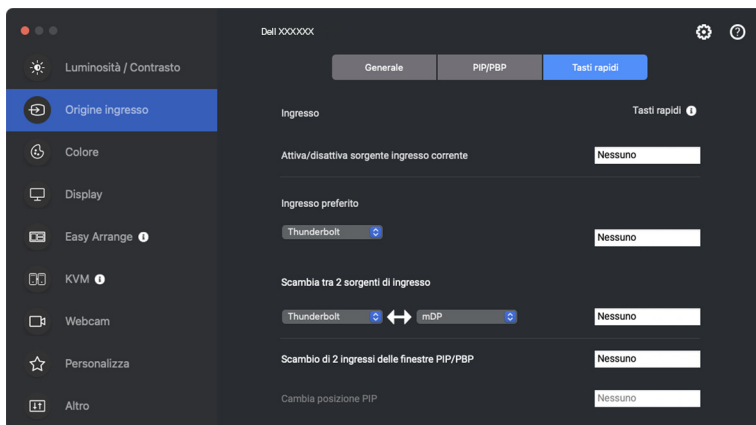 Dell XXXXXX
Luminosità / Contrasto
Origine ingresso
Colore
Display
Easy Arrange
KVM
Webcam
Personalizza
Altro
Generale
PIP/PBP
Tasti rapidi
Ingresso
Tasti rapidi
Attiva/disattiva sorgente ingresso corrente
Nessuno
Ingresso preferito
Thunderbolt
Nessuno
Scambia tra 2 sorgenti di ingresso
Thunderbolt
mDP
Nessuno
Scambio di 2 ingressi delle finestre PIP/PBP
Nessuno
Cambia posizione PIP
Nessuno